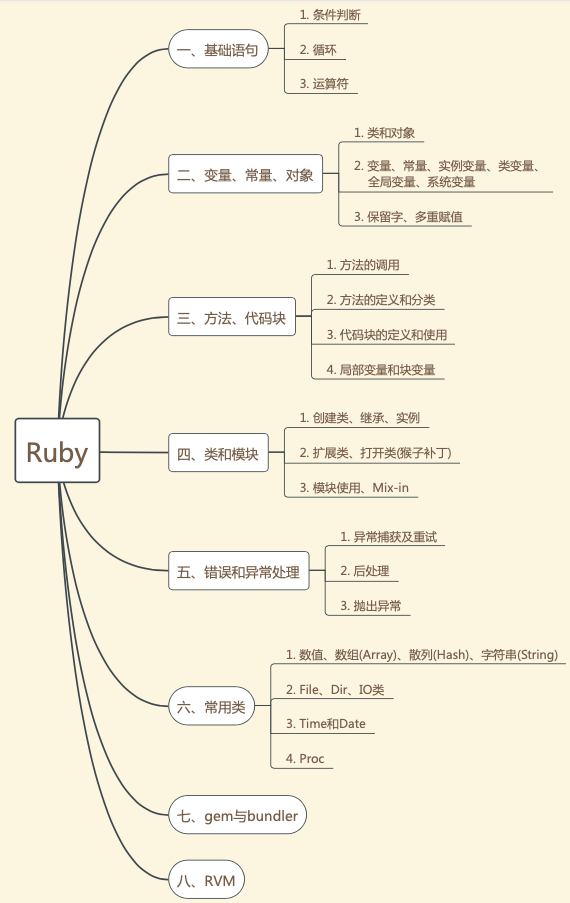 Ruby
一、基础语句
1. 条件判断
2. 循环
3. 运算符
二、变量、常量、对象
1. 类和对象
2. 变量、常量、实例变量、类变量、
全局变量、系统变量
3. 保留字、多重赋值
三、方法、代码块
1. 方法的调用
2. 方法的定义和分类
3. 代码块的定义和使用
4. 局部变量和块变量
四、类和模块
1. 创建类、继承、实例
2. 扩展类、打开类(猴子补丁)
3. 模块使用、Mix-in
五、错误和异常处理
1. 异常捕获及重试
2. 后处理
3. 抛出异常
六、常用类
1. 数值、数组(Array)、散列(Hash)、字符串(String)
2. File、Dir、IO类
3. Time和Date
4. Proc
七、gem与bundler
八、RVM